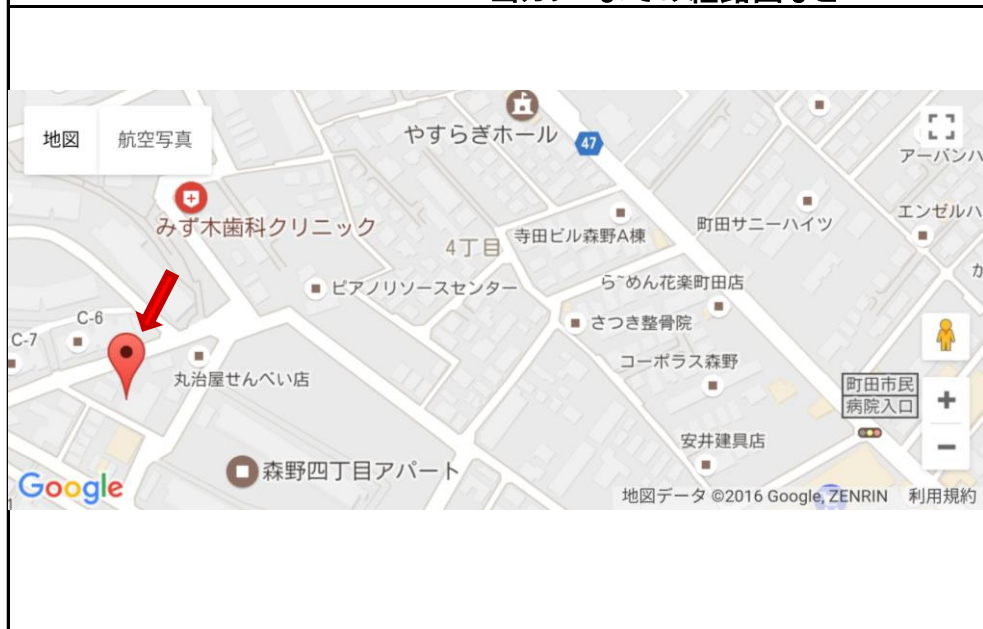 地図
航空写真
やすらぎホール
47
アーバンハ
みず木歯科クリニック
エンゼルハ
町田サニーハイツ
寺田ビル森野A棟
4丁目
か
ピアノリソースセンター
ら~めん花楽町田店
C-6
C-7
さつき整骨院
コーポラス森野
丸治屋せんべい店
町田市民
病院入口
+
安井建具店
−
森野四丁目アパート
Google
地図データ ©2016 Google, ZENRIN
利用規約